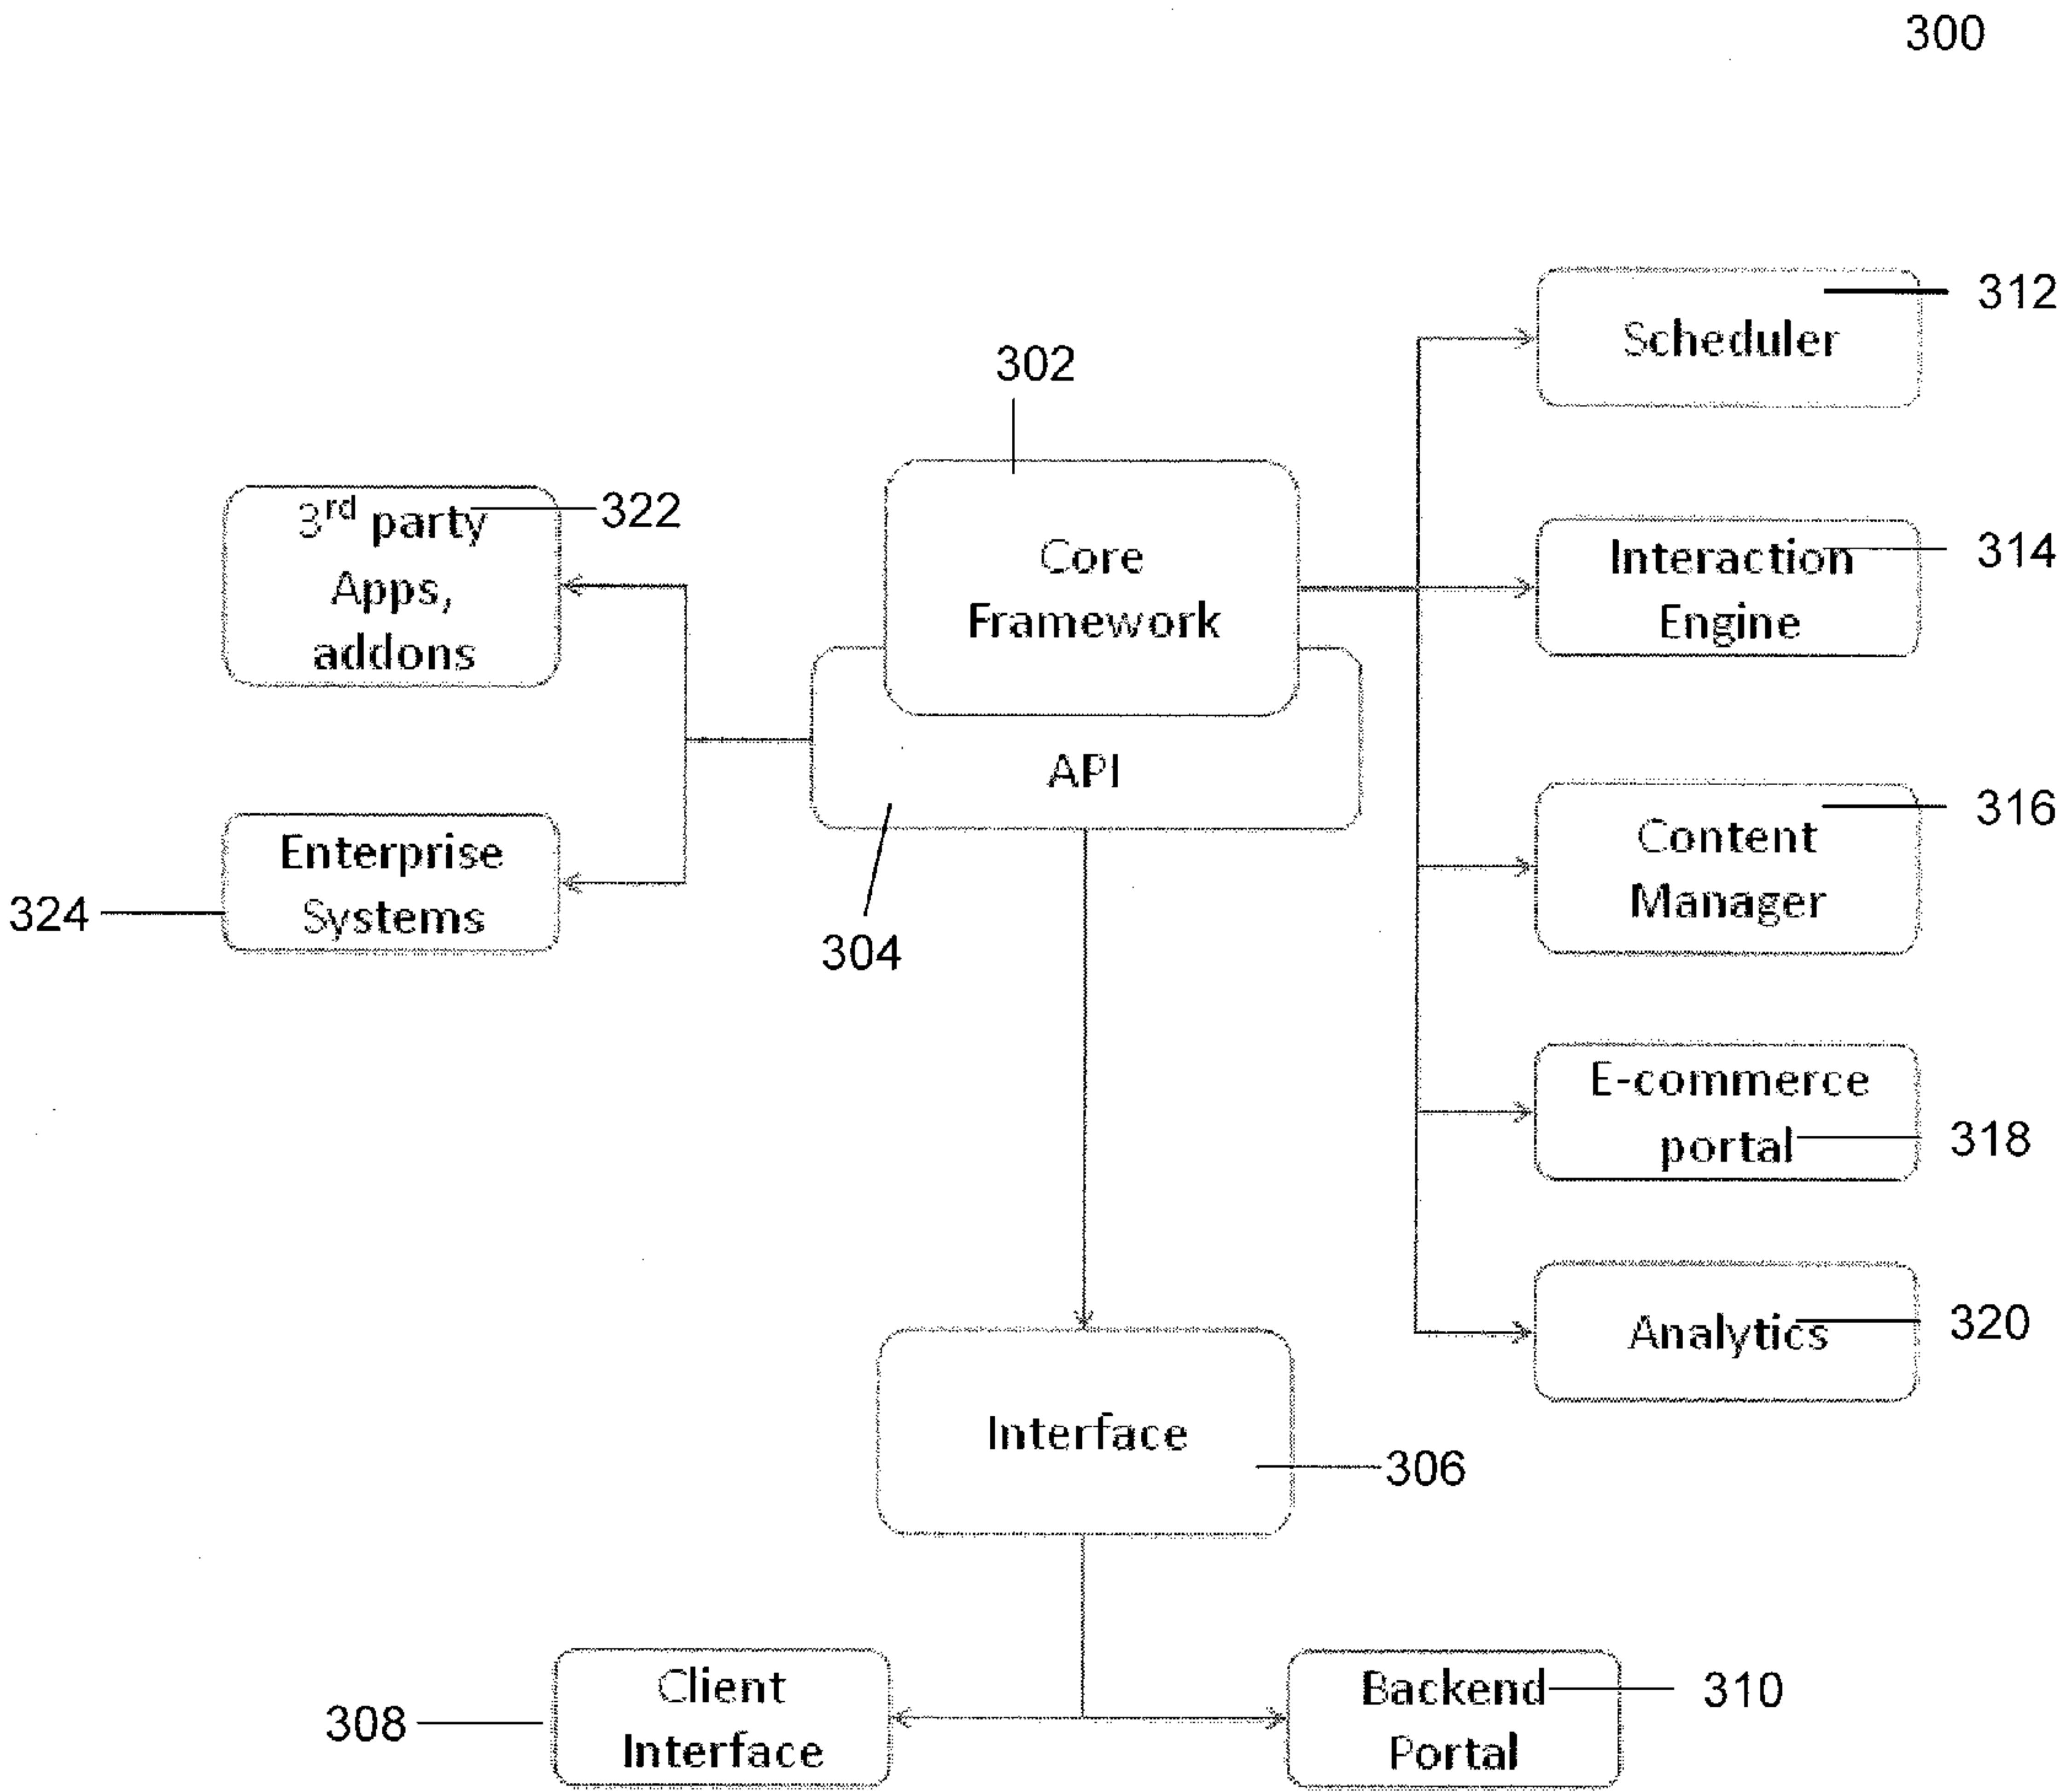 300
312
Scheduler
302
322
3rd party
Apps,
addons
Core
Framework
314
Interaction
Engine
API
316
Content
Manager
Enterprise
Systems
324
304
E-commerce
portal
318
Analytics
320
Interface
306
Client
Interface
308
Backend
Portal
310